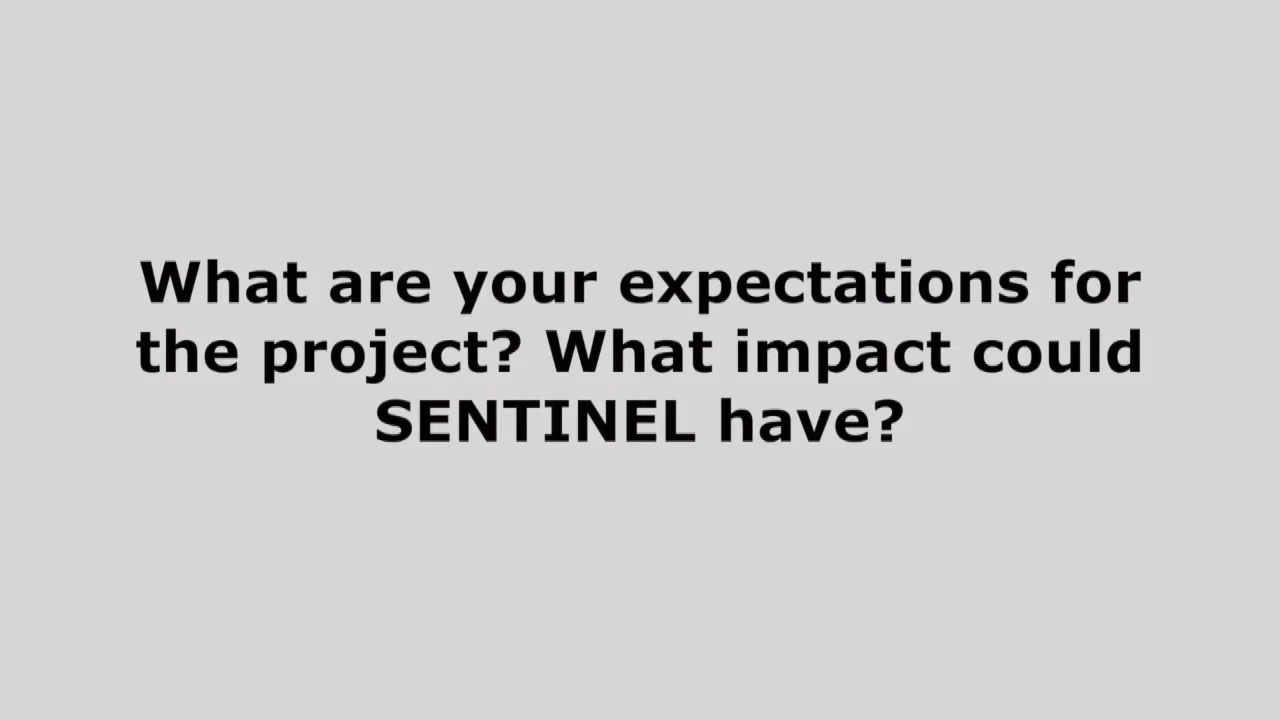 What are your expectations for
the project? What impact could
SENTINEL have?